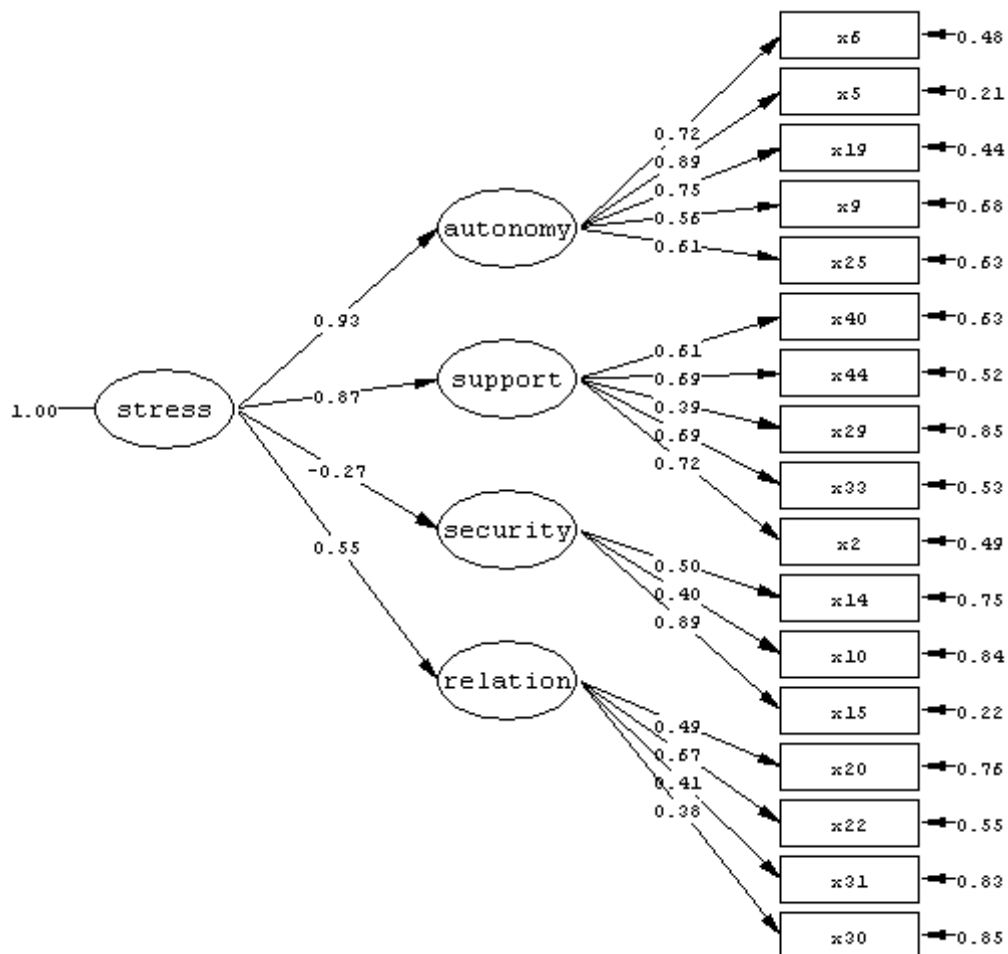 x6
0.48
x5
0.21
0.72
0.89
x19
0.44
0.75
x9
0.68
0.56
autonomy
0.61
x25
0.63
0.93
x40
0.63
0.61
x44
0.52
support
0.69
0.87
0.39
x29
0.85
1.00
stress
0.69
0.72
x33
0.53
-0.27
security
x2
0.49
0.55
0.50
x14
0.75
0.40
0.89
x10
0.84
relation
x15
0.22
0.49
0.67
x20
0.76
0.41
0.38
x22
0.55
x31
0.83
x30
0.85